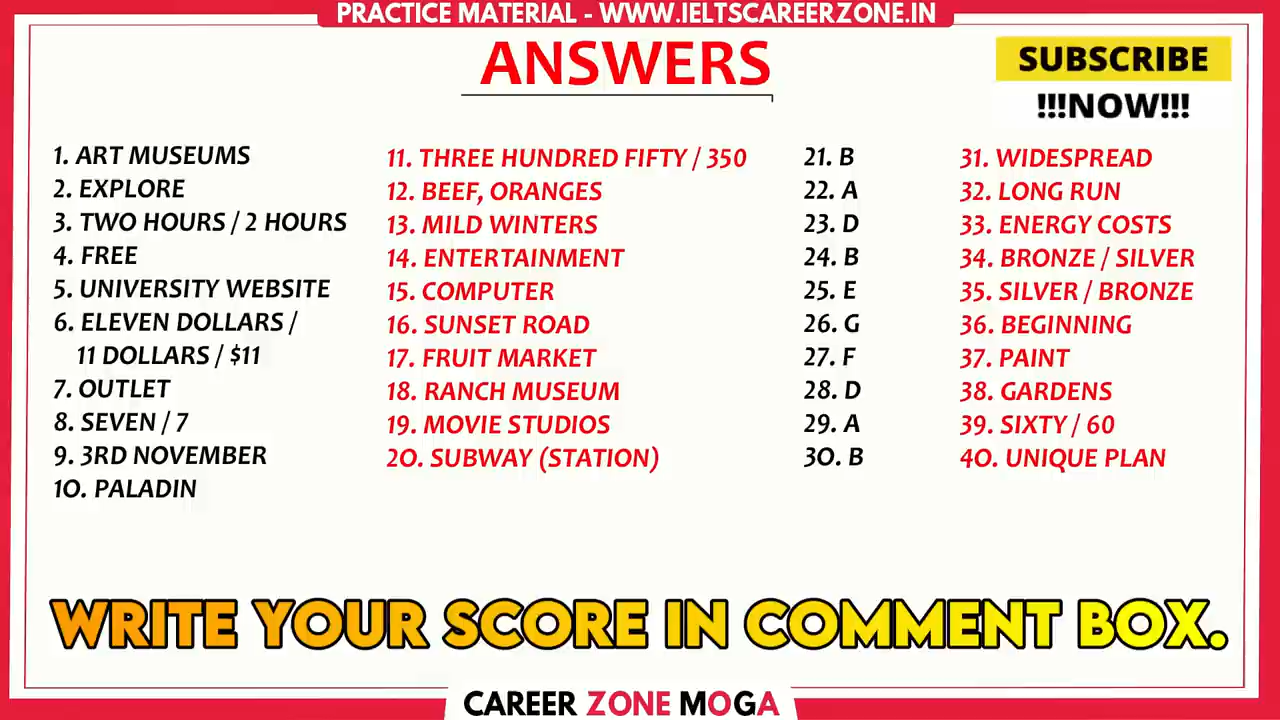 PRACTICE MATERIAL - WWW.IELTSCAREERZONE.IN
ANSWERS
SUBSCRIBE
!!!NOW!!!
1. ART MUSEUMS
2. EXPLORE
3. TWO HOURS / 2 HOURS
4. FREE
5. UNIVERSITY WEBSITE
6. ELEVEN DOLLARS /
11 DOLLARS / $11
7. OUTLET
8. SEVEN / 7
9. 3RD NOVEMBER
10. PALADIN
11. THREE HUNDRED FIFTY / 350
12. BEEF, ORANGES
13. MILD WINTERS
14. ENTERTAINMENT
15. COMPUTER
16. SUNSET ROAD
17. FRUIT MARKET
18. RANCH MUSEUM
19. MOVIE STUDIOS
20. SUBWAY (STATION)
21. B
22. A
23. D
24. B
25. E
26. G
27. F
28. D
29. A
30. B
31. WIDESPREAD
32. LONG RUN
33. ENERGY COSTS
34. BRONZE / SILVER
35. SILVER / BRONZE
36. BEGINNING
37. PAINT
38. GARDENS
39. SIXTY / 60
40. UNIQUE PLAN
WRITE YOUR SCORE IN COMMENT BOX.
CAREER ZONE MOGA